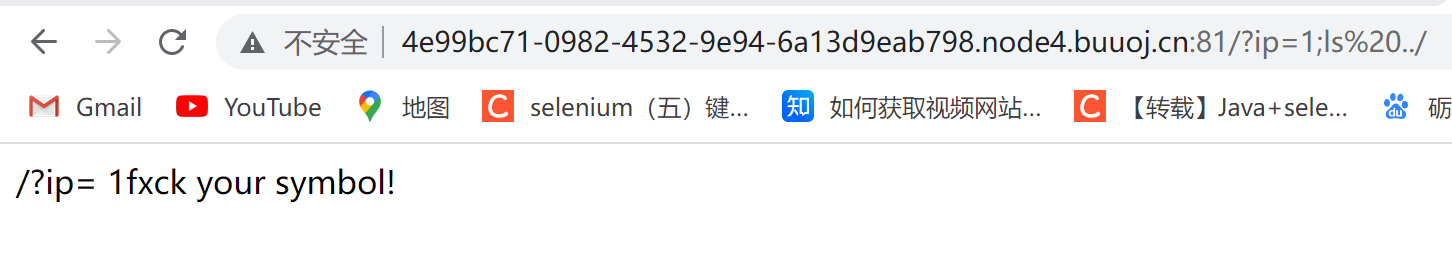 不安全 4e99bc71-0982-4532-9e94-6a13d9eab798.node4.buuoj.cn:81/?ip=1;ls%20../
Gmail YouTube 地图 C selenium（五）键... 知 如何获取视频网站... C 【转载】Java+sele... du 砺
/?ip= 1fxck your symbol!